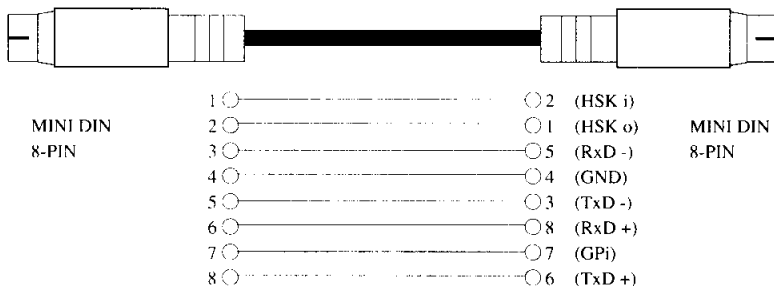 1 2 (HSK i)
MINI DIN 2 1 (HSK o) MINI DIN
8-PIN 3 5 (RxD -) 8-PIN
4 4 (GND)
5 3 (TxD -)
6 8 (RxD +)
7 7 (GPi)
8 6 (TxD +)